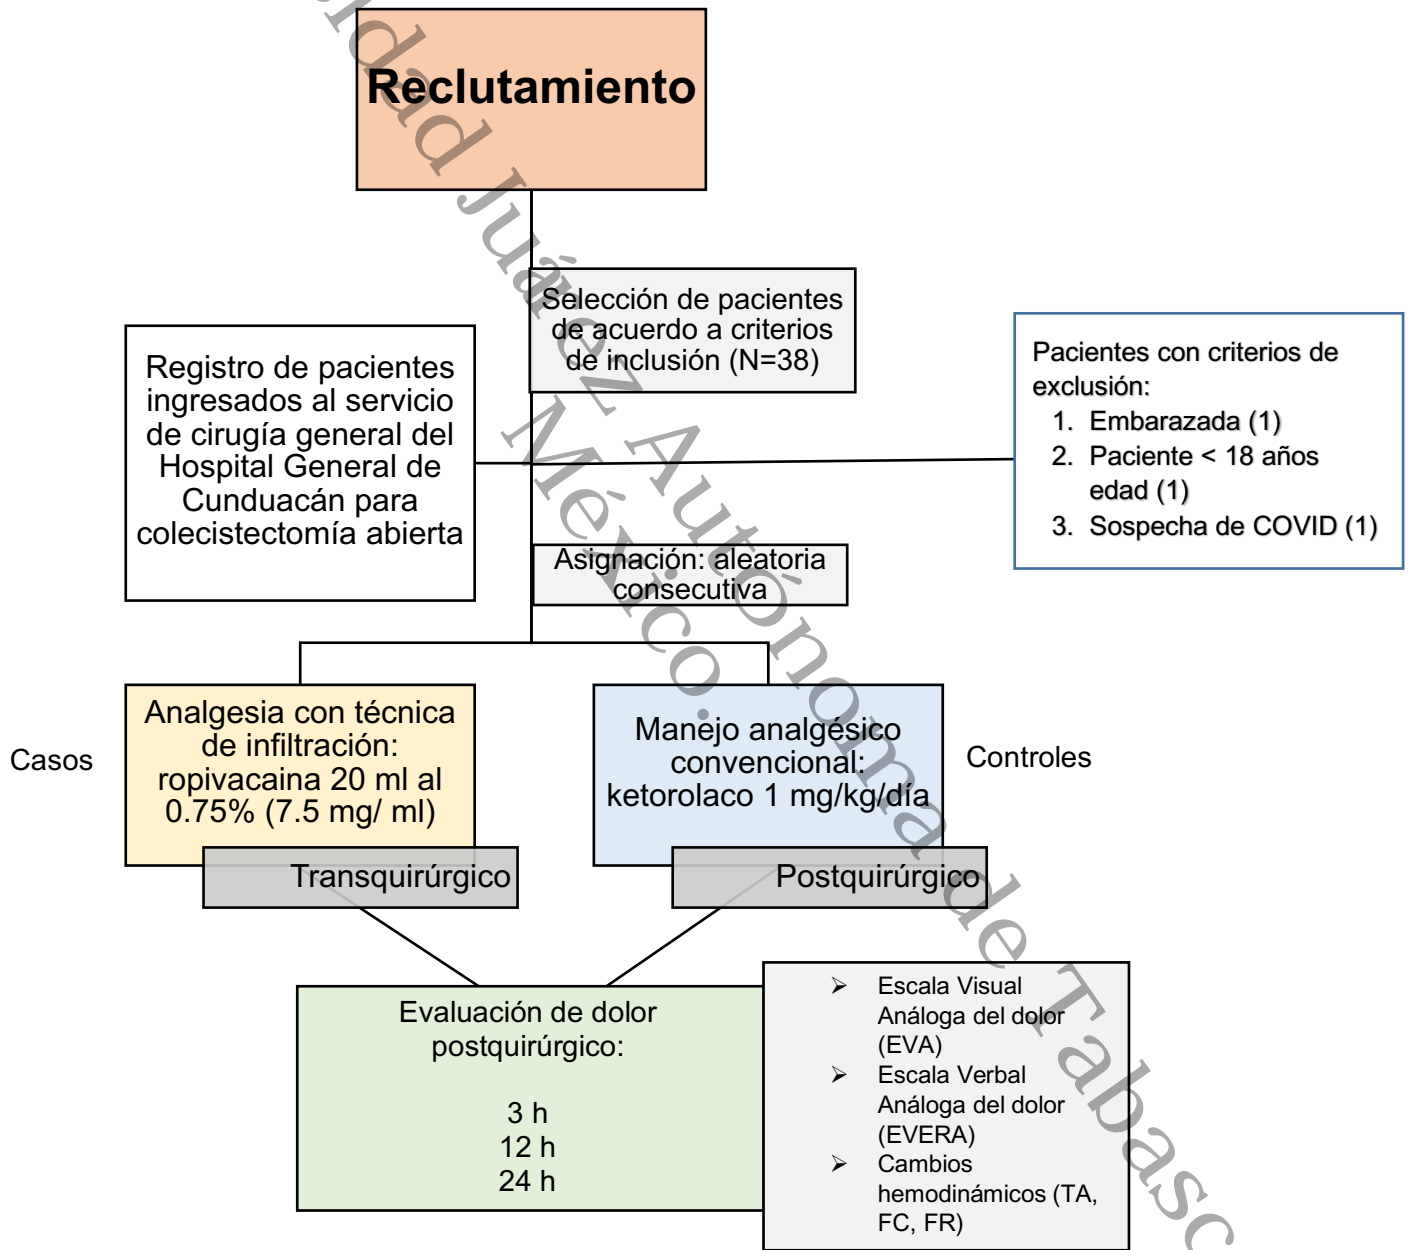 Reclutamiento
Selección de pacientes
de acuerdo a criterios
de inclusión (N=38)
Registro de pacientes
ingresados al servicio
de cirugía general del
Hospital General de
Cunduacán para
colecistectomía abierta
Pacientes con criterios de
exclusión:
1. Embarazada (1)
2. Paciente < 18 años
edad (1)
3. Sospecha de COVID (1)
Asignación: aleatoria
consecutiva
Casos
Analgesia con técnica
de infiltración:
ropivacaina 20 ml al
0.75% (7.5 mg/ ml)
Transquirúrgico
Manejo analgésico
convencional:
ketorolaco 1 mg/kg/día
Controles
Postquirúrgico
Evaluación de dolor
postquirúrgico:
3 h
12 h
24 h
➢ Escala Visual
Análoga del dolor
(EVA)
➢ Escala Verbal
Análoga del dolor
(EVERA)
➢ Cambios
hemodinámicos (TA,
FC, FR)
Juárez Autónoma de Tabasc
México.